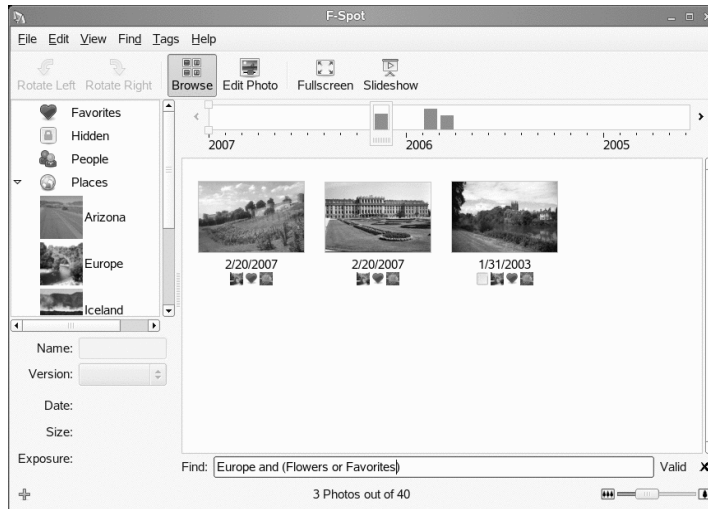 F-Spot
File Edit View Find Tags Help
Rotate Left Rotate Right Browse Edit Photo Fullscreen Slideshow
Favorites
Hidden
People
Places
Arizona
Europe
Iceland
2007 2006 2005
2/20/2007 2/20/2007 1/31/2003
Name:
Version:
Date:
Size:
Exposure:
Find: Europe and (Flowers or Favorites) Valid
3 Photos out of 40